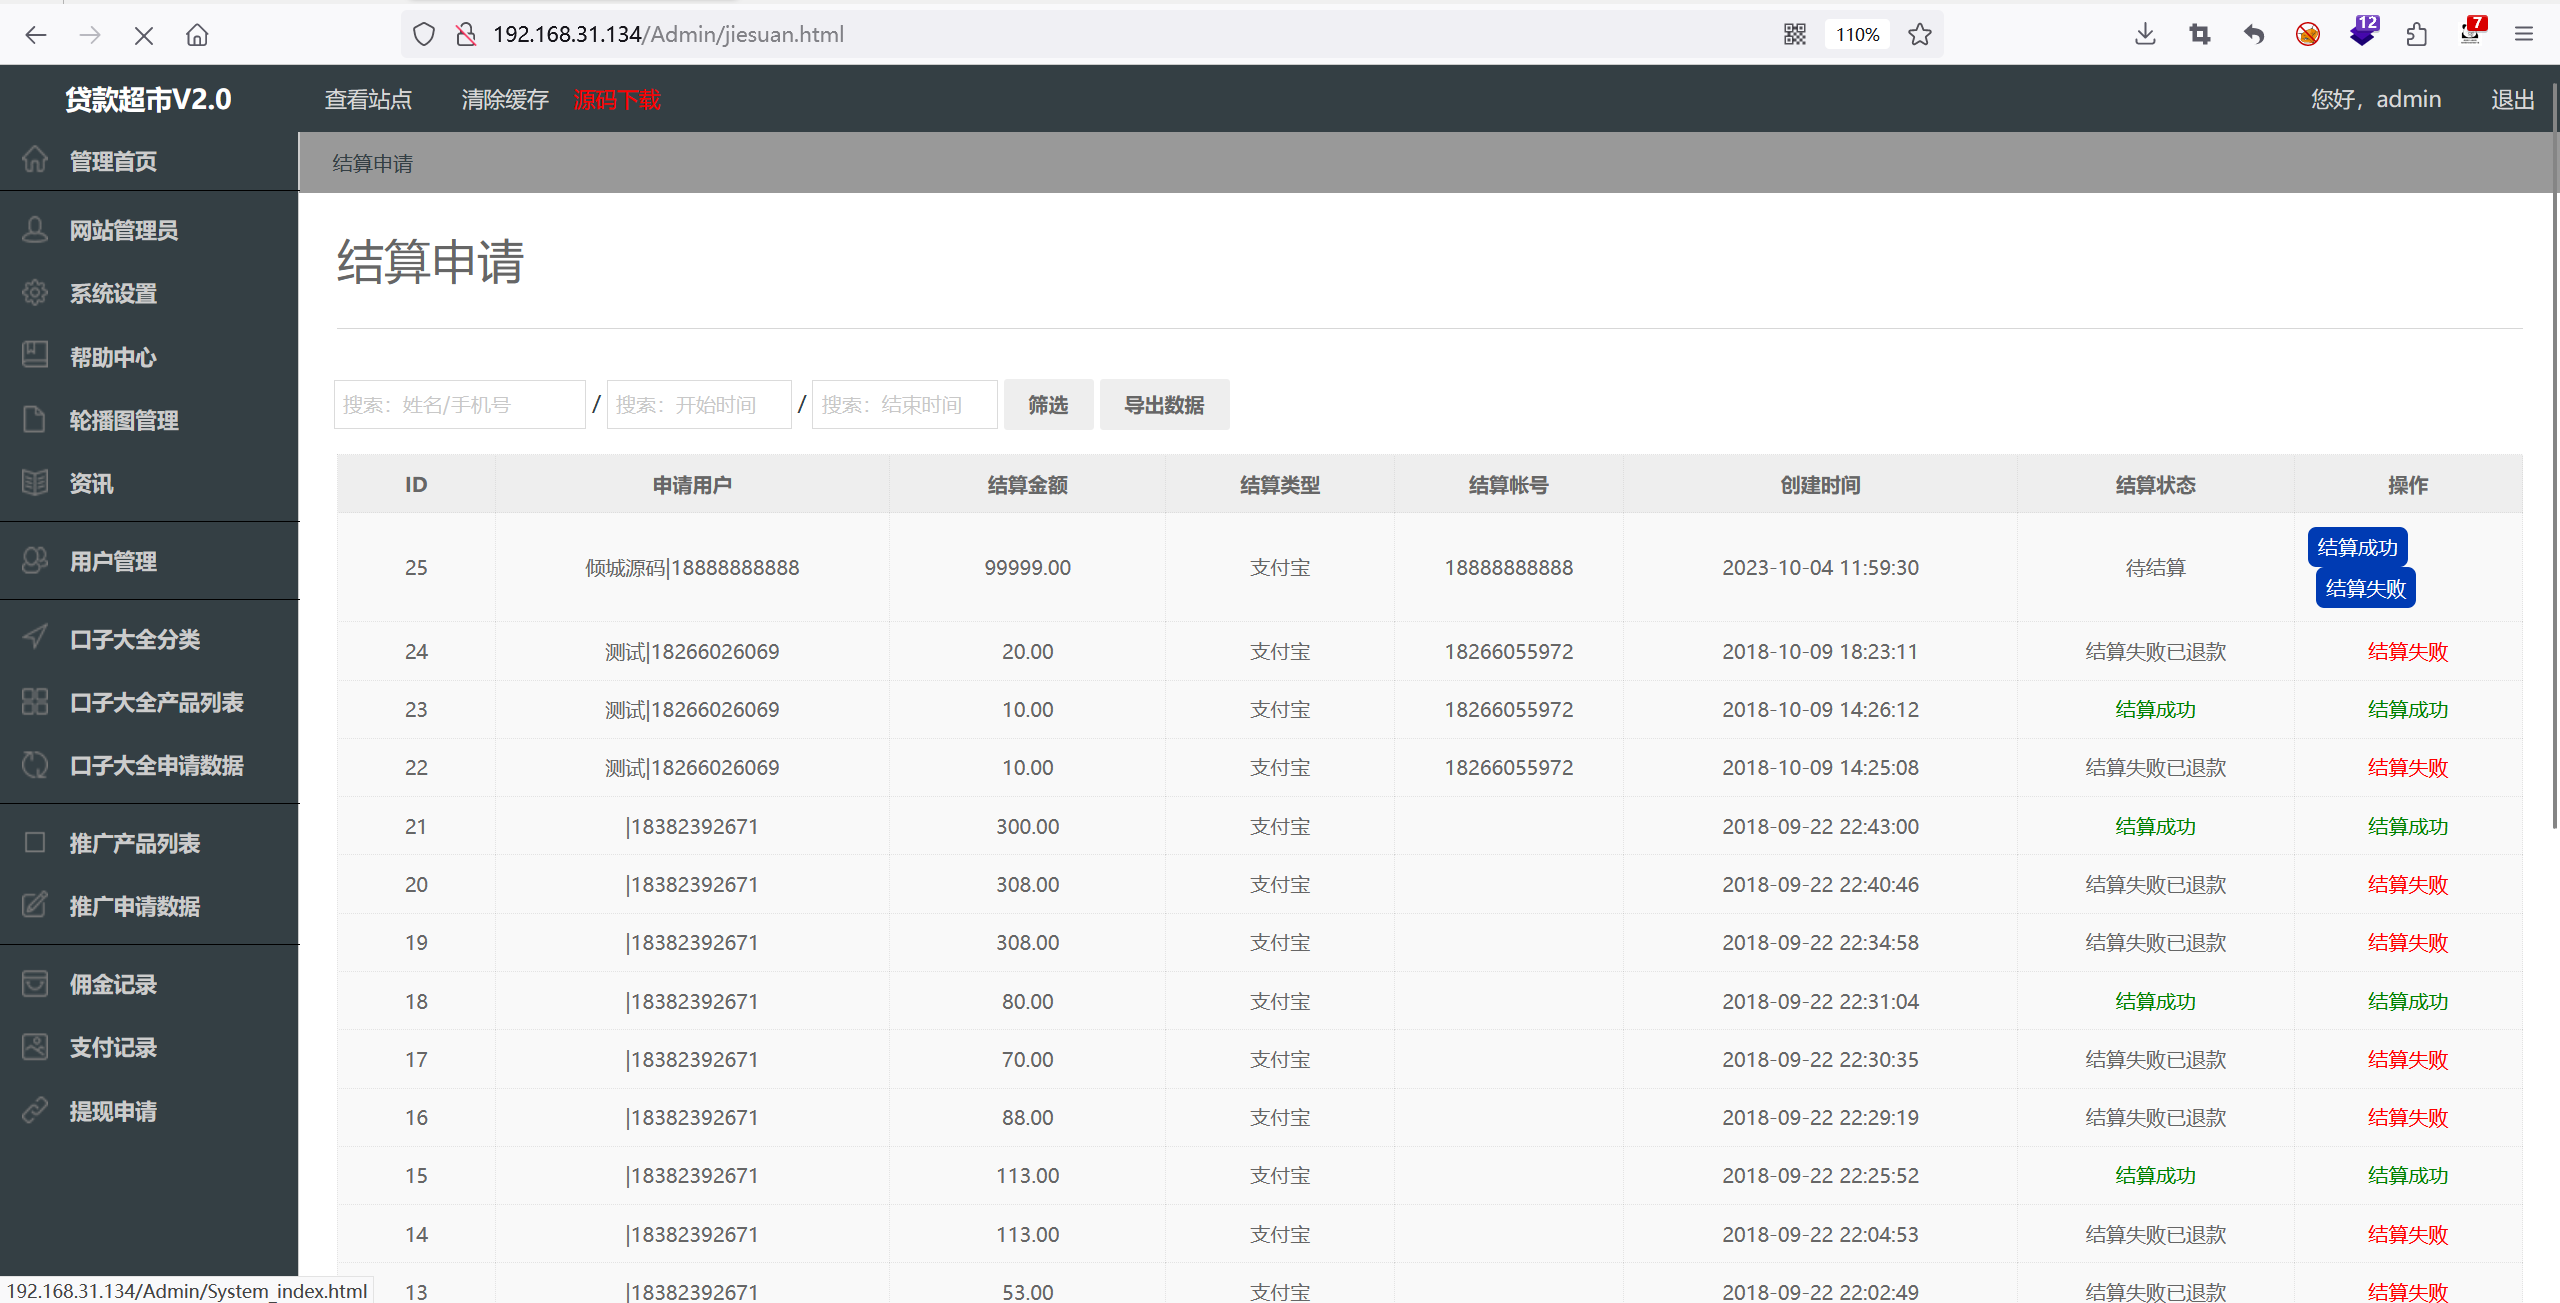 192.168.31.134/Admin/jiesuan.html
110%
12
7
贷款超市V2.0
查看站点
清除缓存
源码下载
您好，admin
退出
管理首页
网站管理员
系统设置
帮助中心
轮播图管理
资讯
用户管理
口子大全分类
口子大全产品列表
口子大全申请数据
推广产品列表
推广申请数据
佣金记录
支付记录
提现申请
结算申请
结算申请
搜索：姓名/手机号 / 搜索：开始时间 / 搜索：结束时间 筛选 导出数据
ID 申请用户 结算金额 结算类型 结算帐号 创建时间 结算状态 操作
25 倾城源码|18888888888 99999.00 支付宝 18888888888 2023-10-04 11:59:30 待结算 结算成功
结算失败
24 测试|18266026069 20.00 支付宝 18266055972 2018-10-09 18:23:11 结算失败已退款 结算失败
23 测试|18266026069 10.00 支付宝 18266055972 2018-10-09 14:26:12 结算成功 结算成功
22 测试|18266026069 10.00 支付宝 18266055972 2018-10-09 14:25:08 结算失败已退款 结算失败
21 |18382392671 300.00 支付宝 2018-09-22 22:43:00 结算成功 结算成功
20 |18382392671 308.00 支付宝 2018-09-22 22:40:46 结算失败已退款 结算失败
19 |18382392671 308.00 支付宝 2018-09-22 22:34:58 结算失败已退款 结算失败
18 |18382392671 80.00 支付宝 2018-09-22 22:31:04 结算成功 结算成功
17 |18382392671 70.00 支付宝 2018-09-22 22:30:35 结算失败已退款 结算失败
16 |18382392671 88.00 支付宝 2018-09-22 22:29:19 结算失败已退款 结算失败
15 |18382392671 113.00 支付宝 2018-09-22 22:25:52 结算成功 结算成功
14 |18382392671 113.00 支付宝 2018-09-22 22:04:53 结算失败已退款 结算失败
13 |18382392671 53.00 支付宝 2018-09-22 22:02:49 结算失败已退款 结算失败
192.168.31.134/Admin/System_index.html